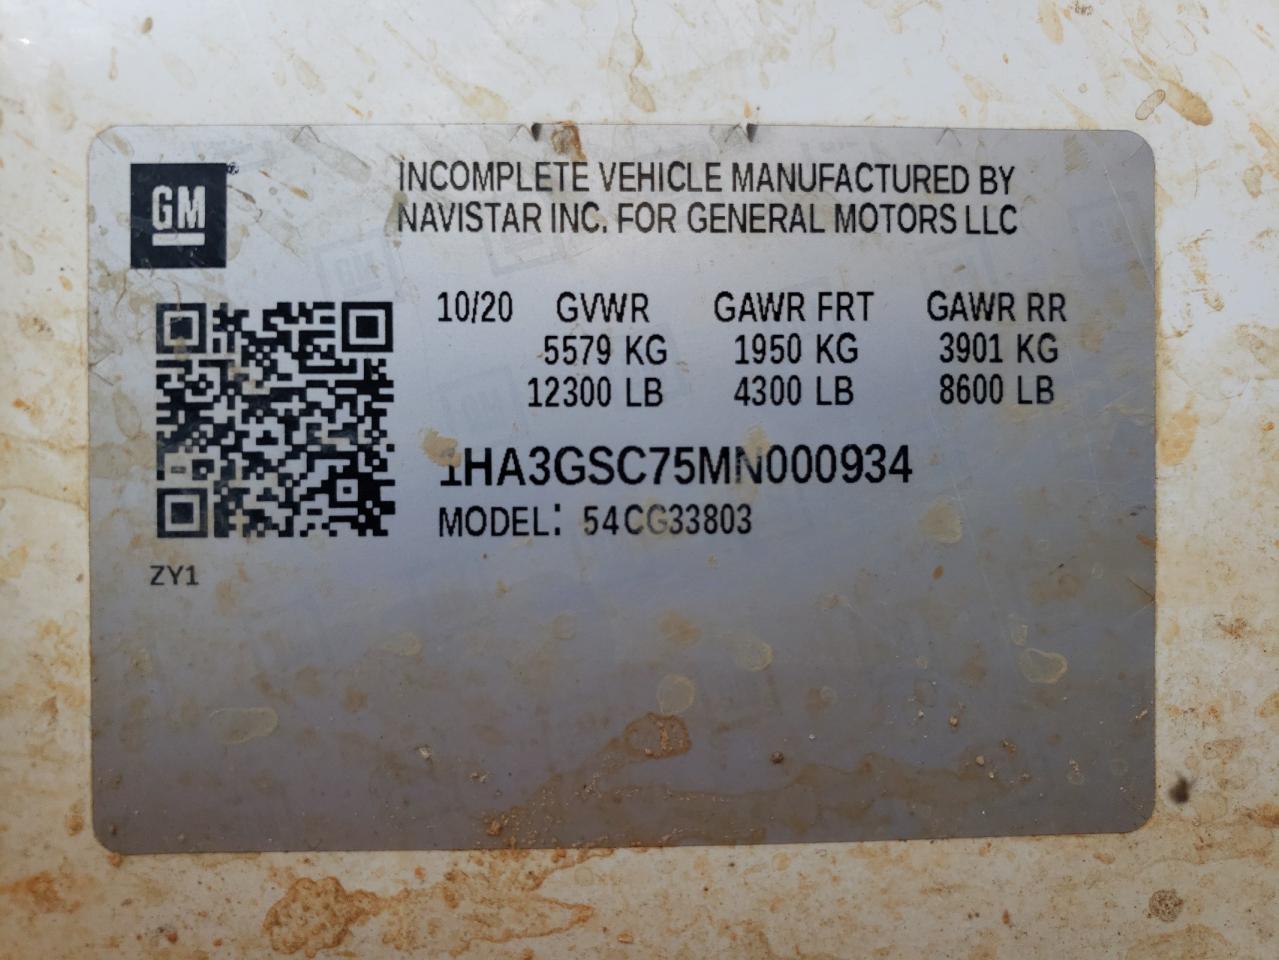 GM
INCOMPLETE VEHICLE MANUFACTURED BY
NAVISTAR INC. FOR GENERAL MOTORS LLC
10/20 GVWR GAWR FRT GAWR RR
5579 KG 1950 KG 3901 KG
12300 LB 4300 LB 8600 LB
1HA3GSC75MN000934
MODEL: 54CG33803
ZY1